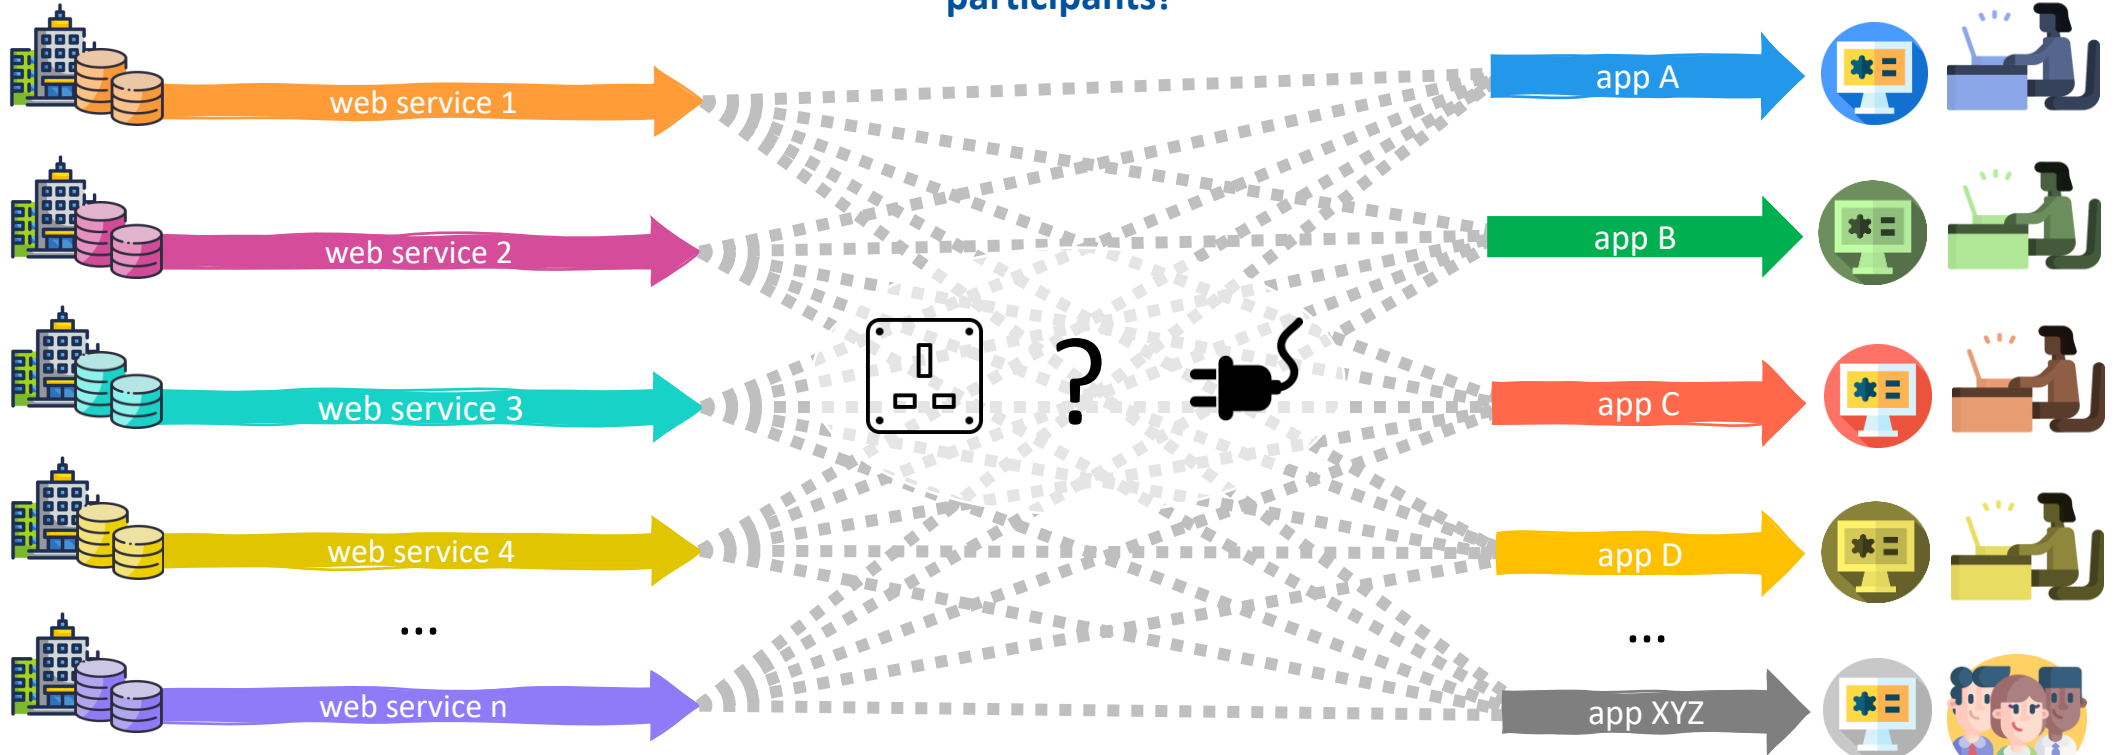 participants?
web service 1
app A
web service 2
app B
?
web service 3
app C
web service 4
app D
...
...
web service n
app XYZ